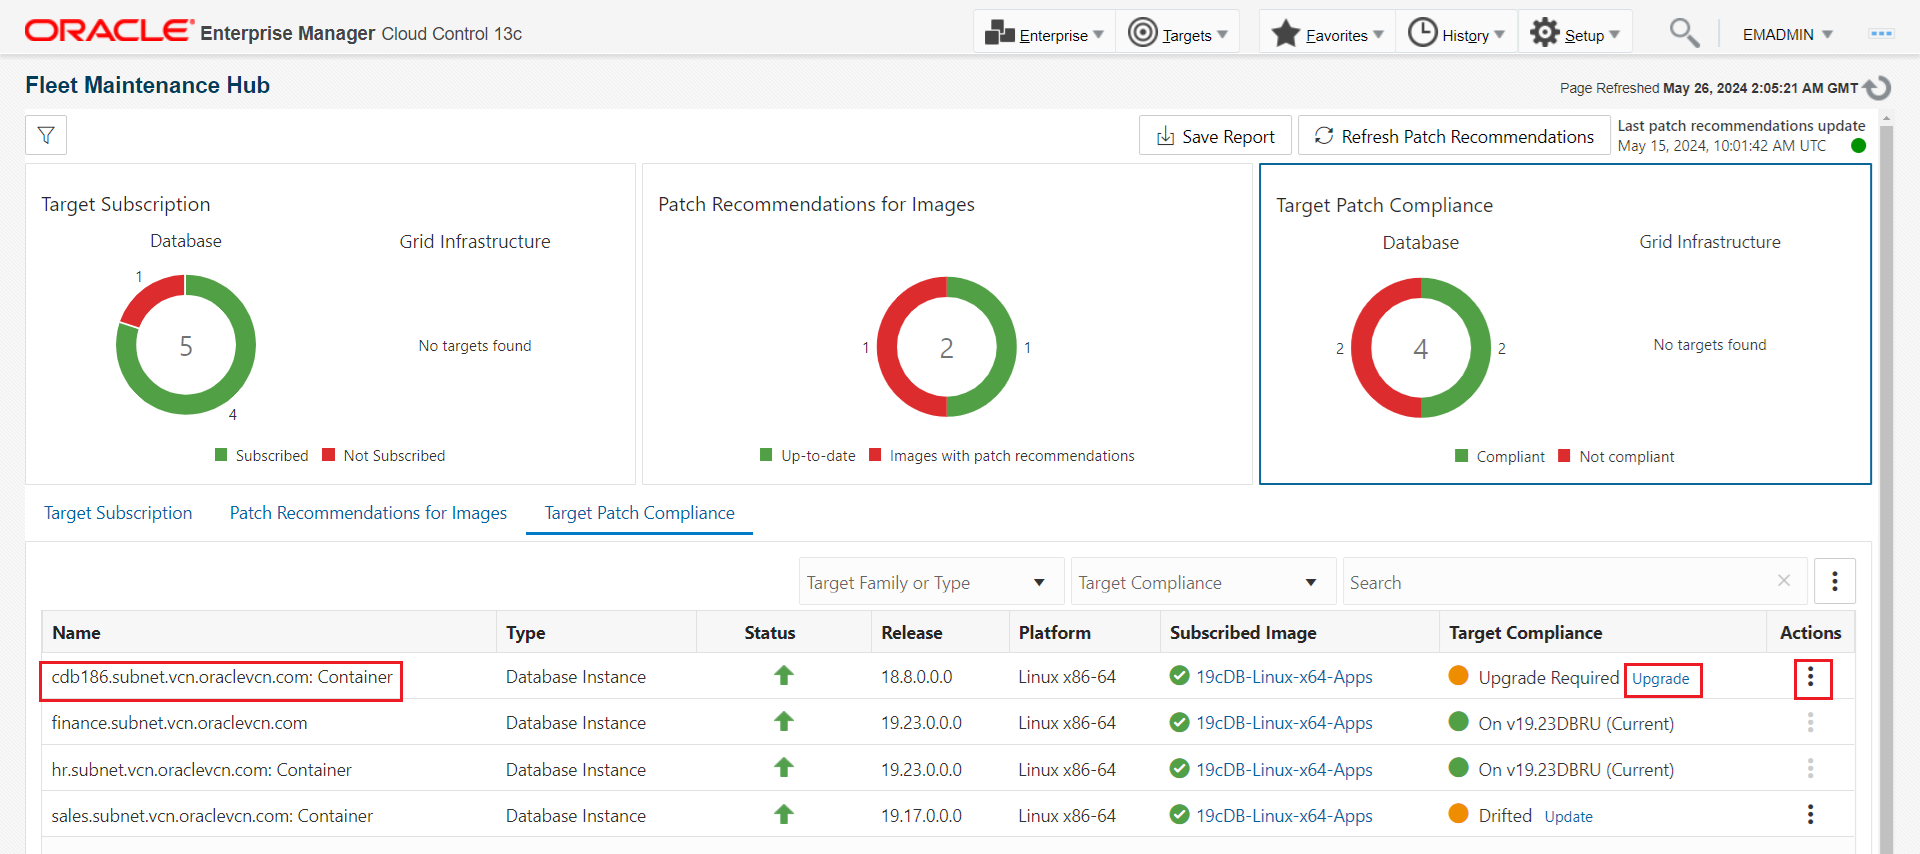 ORACLE Enterprise Manager Cloud Control 13c Enterprise Targets Favorites History Setup EMADMIN
Fleet Maintenance Hub
Page Refreshed May 26, 2024 2:05:21 AM GMT
Save Report Refresh Patch Recommendations
Last patch recommendations update
May 15, 2024, 10:01:42 AM UTC
Target Subscription
Database Grid Infrastructure
1
5
4
No targets found
Subscribed Not Subscribed
Patch Recommendations for Images
1 2 1
Up-to-date Images with patch recommendations
Target Patch Compliance
Database Grid Infrastructure
2 4 2
No targets found
Compliant Not compliant
Target Subscription Patch Recommendations for Images Target Patch Compliance
Target Family or Type Target Compliance Search
Name Type Status Release Platform Subscribed Image Target Compliance Actions
cdb186.subnet.vcn.oraclevcn.com: Container Database Instance 18.8.0.0.0 Linux x86-64 19cDB-Linux-x64-Apps Upgrade Required Upgrade
finance.subnet.vcn.oraclevcn.com Database Instance 19.23.0.0.0 Linux x86-64 19cDB-Linux-x64-Apps On v19.23DBRU (Current)
hr.subnet.vcn.oraclevcn.com: Container Database Instance 19.23.0.0.0 Linux x86-64 19cDB-Linux-x64-Apps On v19.23DBRU (Current)
sales.subnet.vcn.oraclevcn.com: Container Database Instance 19.17.0.0.0 Linux x86-64 19cDB-Linux-x64-Apps Drifted Update